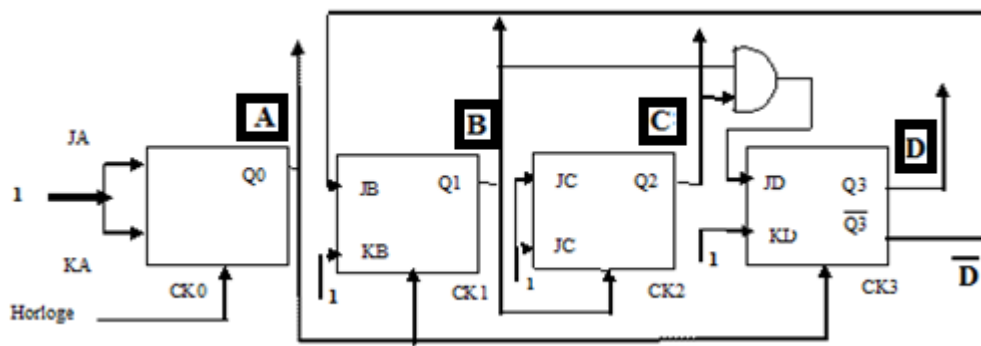 A
B
C
D
JA
1
KA
Horloge
Q0
CK0
JB
KB
Q1
1
CK1
JC
JC
Q2
1
CK2
JD
KD
Q3
Q̅3̅
1
CK3
D̅